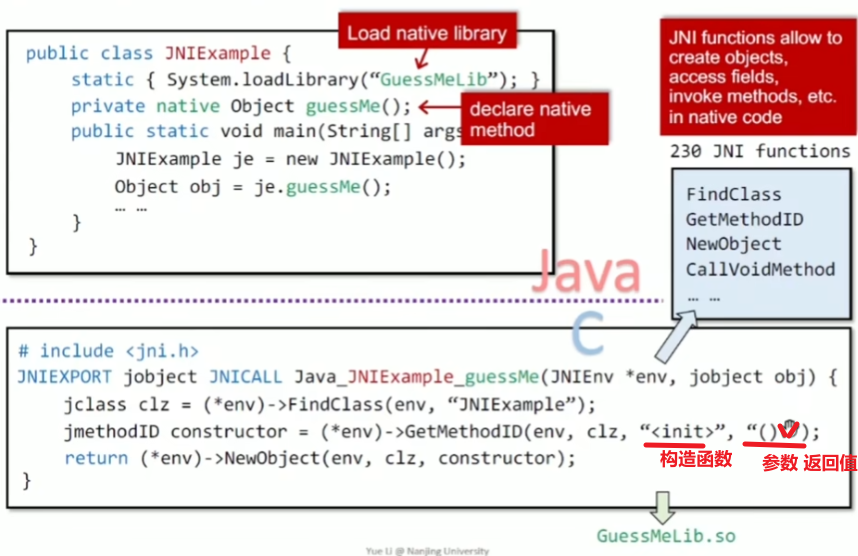 Load native library
public class JNIExample {
static { System.loadLibrary(“GuessMeLib”); }
private native Object guessMe();
declare native
method
public static void main(String[] args
JNIExample je = new JNIExample();
Object obj = je.guessMe();
… …
}
}
JNI functions allow to
create objects,
access fields,
invoke methods, etc.
in native code
230 JNI functions
FindClass
GetMethodID
NewObject
CallVoidMethod
… …
Java
C
# include <jni.h>
JNIEXPORT jobject JNICALL Java_JNIExample_guessMe(JNIEnv *env, jobject obj) {
jclass clz = (*env)->FindClass(env, “JNIExample”);
jmethodID constructor = (*env)->GetMethodID(env, clz, “<init>”, “() );
构造函数 参数 返回值
return (*env)->NewObject(env, clz, constructor);
}
GuessMeLib.so
Yue Li @ Nanjing University